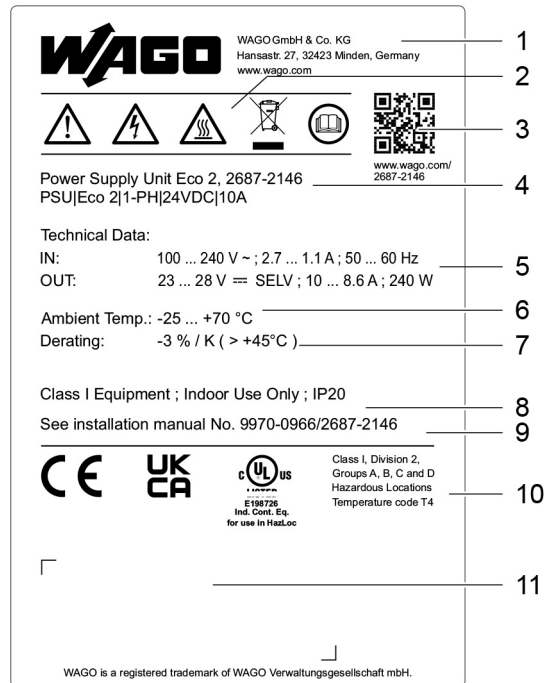 WAGO
WAGO GmbH & Co. KG
Hansastr. 27, 32423 Minden, Germany
www.wago.com
1
2
3
www.wago.com/
2687-2146
Power Supply Unit Eco 2, 2687-2146
PSU|Eco 2|1-PH|24VDC|10A
4
Technical Data:
IN: 100 ... 240 V ~ ; 2.7 ... 1.1 A ; 50 ... 60 Hz
OUT: 23 ... 28 V ⎓ SELV ; 10 ... 8.6 A ; 240 W
5
Ambient Temp.: -25 ... +70 °C
6
Derating: -3 % / K ( > +45°C )
7
Class I Equipment ; Indoor Use Only ; IP20
8
See installation manual No. 9970-0966/2687-2146
9
CE
UK
CA
C UL US
LISTED
E198726
Ind. Cont. Eq.
for use in HazLoc
Class I, Division 2,
Groups A, B, C and D
Hazardous Locations
Temperature code T4
10
11
WAGO is a registered trademark of WAGO Verwaltungsgesellschaft mbH.